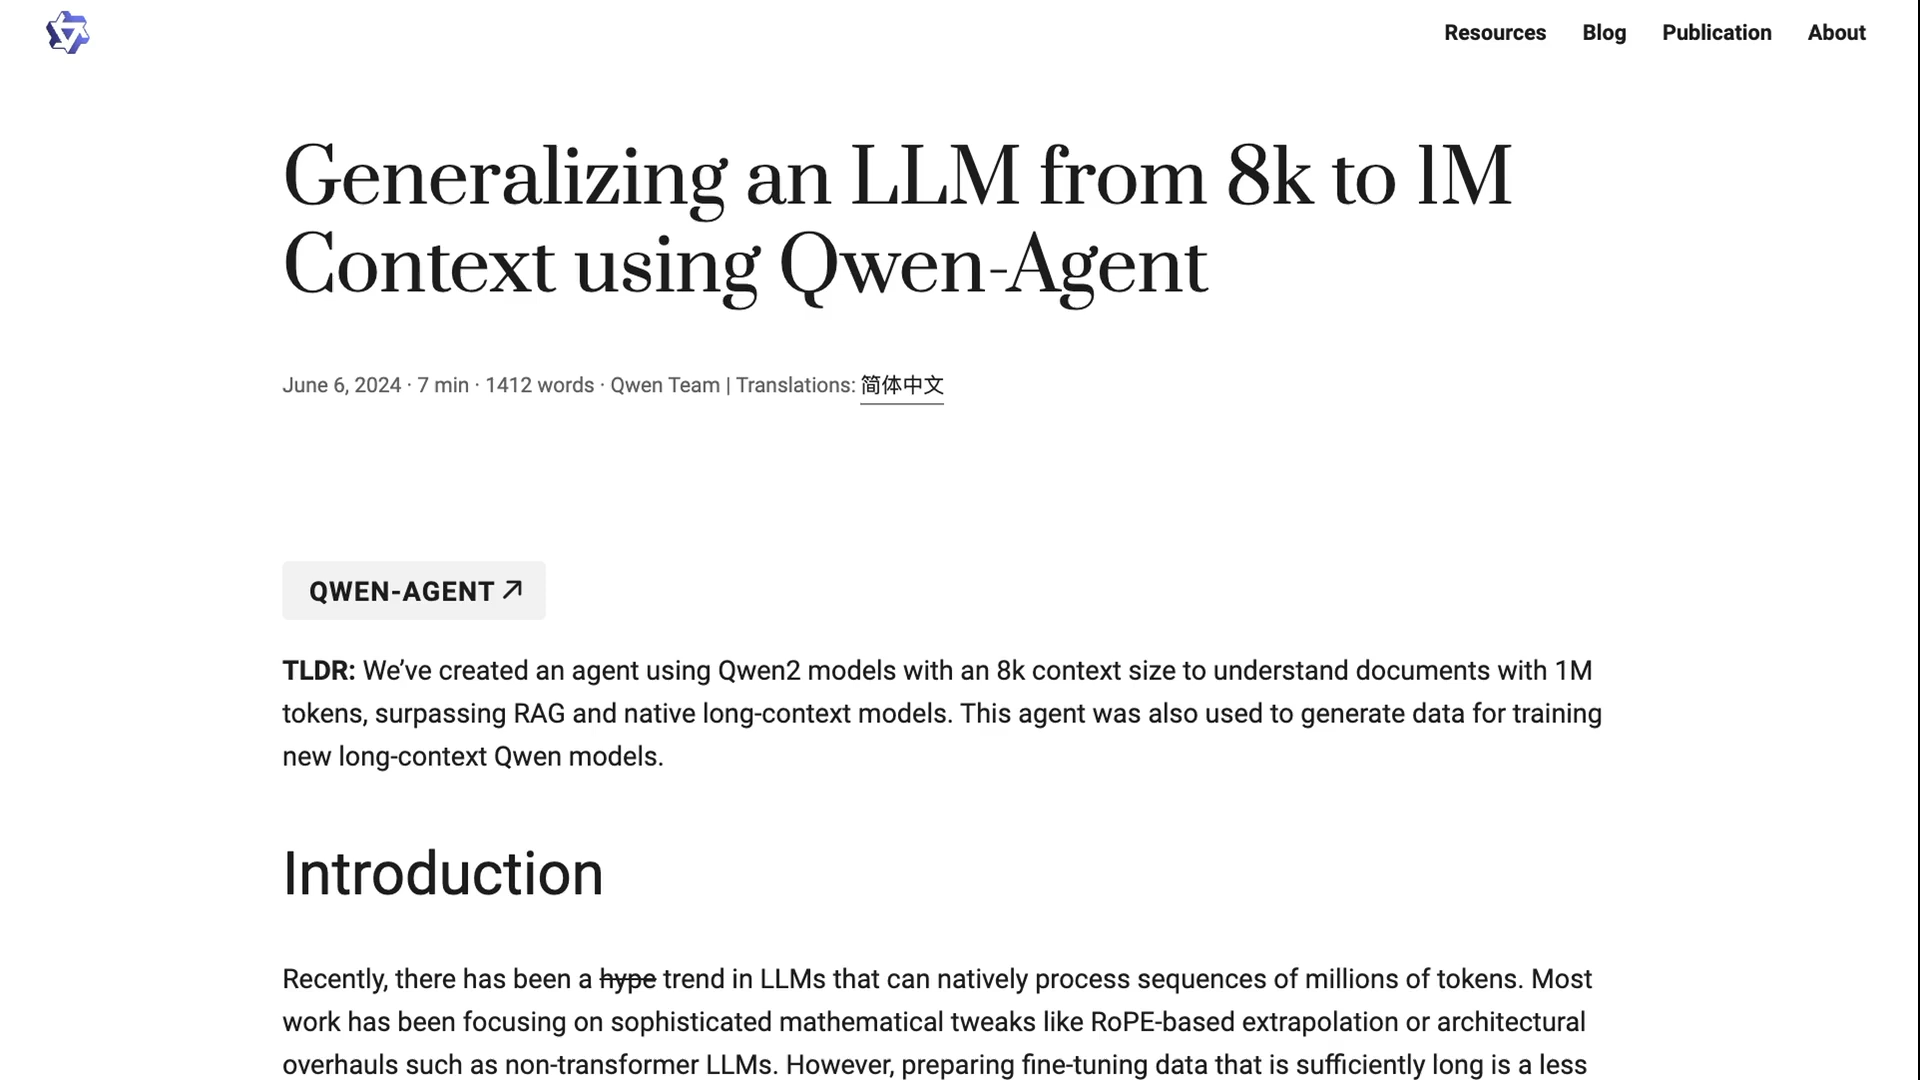 Resources Blog Publication About
Generalizing an LLM from 8k to 1M
Context using Qwen-Agent
June 6, 2024 · 7 min · 1412 words · Qwen Team | Translations: 简体中文
QWEN-AGENT
TLDR: We’ve created an agent using Qwen2 models with an 8k context size to understand documents with 1M
tokens, surpassing RAG and native long-context models. This agent was also used to generate data for training
new long-context Qwen models.
Introduction
Recently, there has been a hype trend in LLMs that can natively process sequences of millions of tokens. Most
work has been focusing on sophisticated mathematical tweaks like RoPE-based extrapolation or architectural
overhauls such as non-transformer LLMs. However, preparing fine-tuning data that is sufficiently long is a less